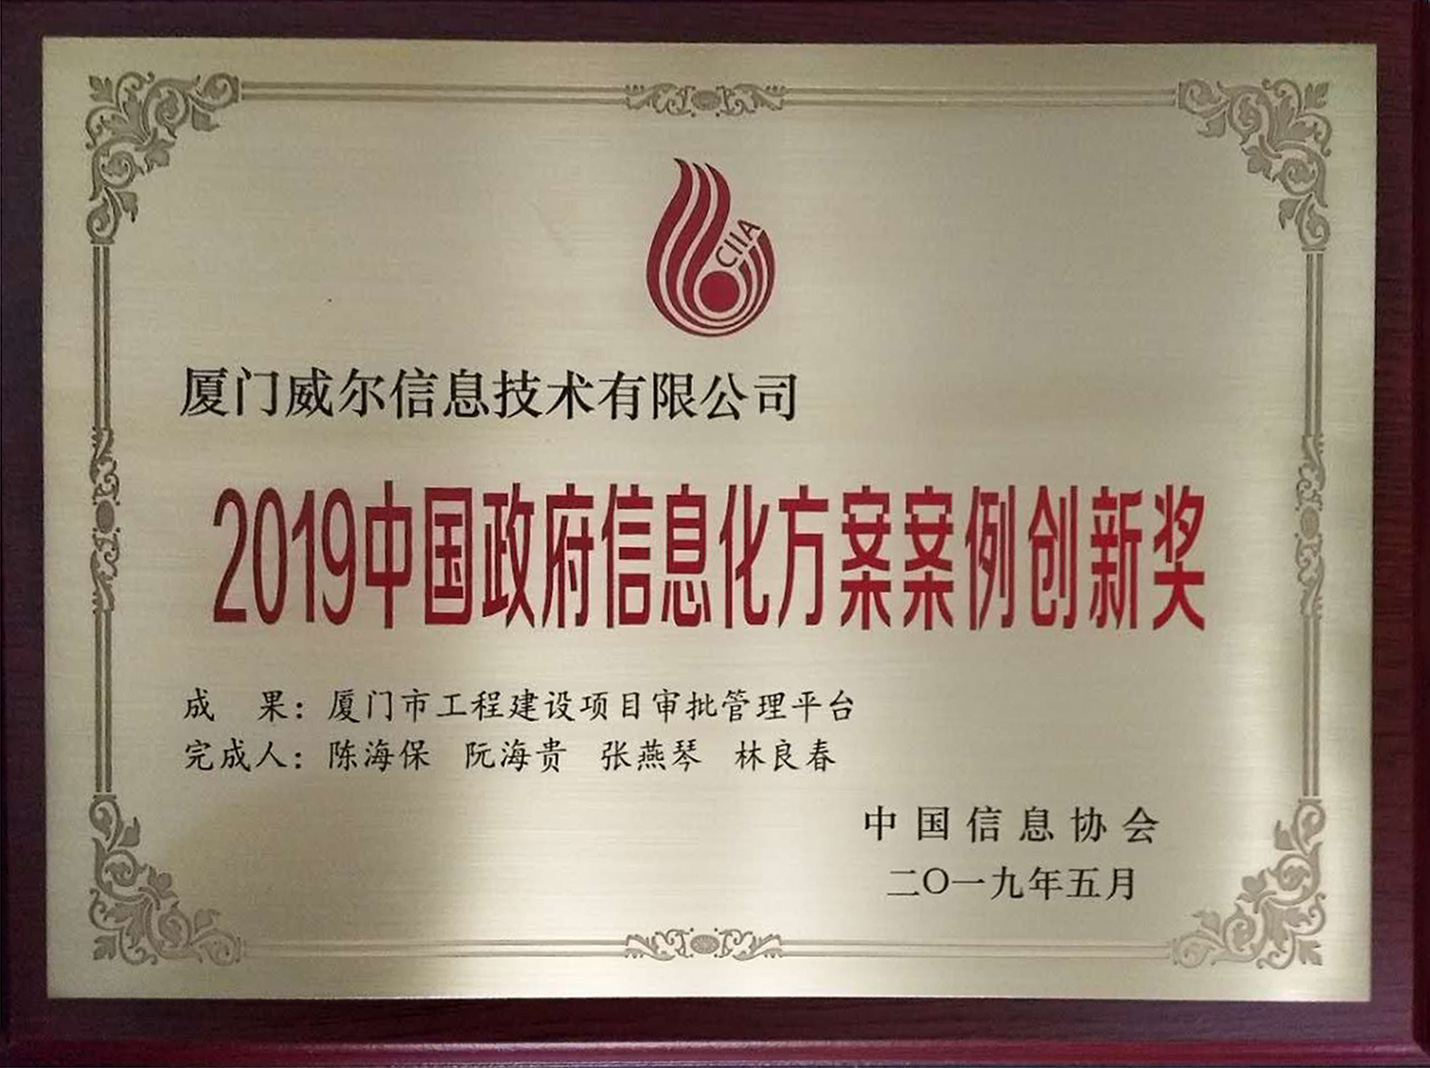 CIIA
厦门威尔信息技术有限公司
2019中国政府信息化方案案例创新奖
成 果：厦门市工程建设项目审批管理平台
完成人：陈海保 阮海贵 张燕琴 林良春
中国信息协会
二〇一九年五月